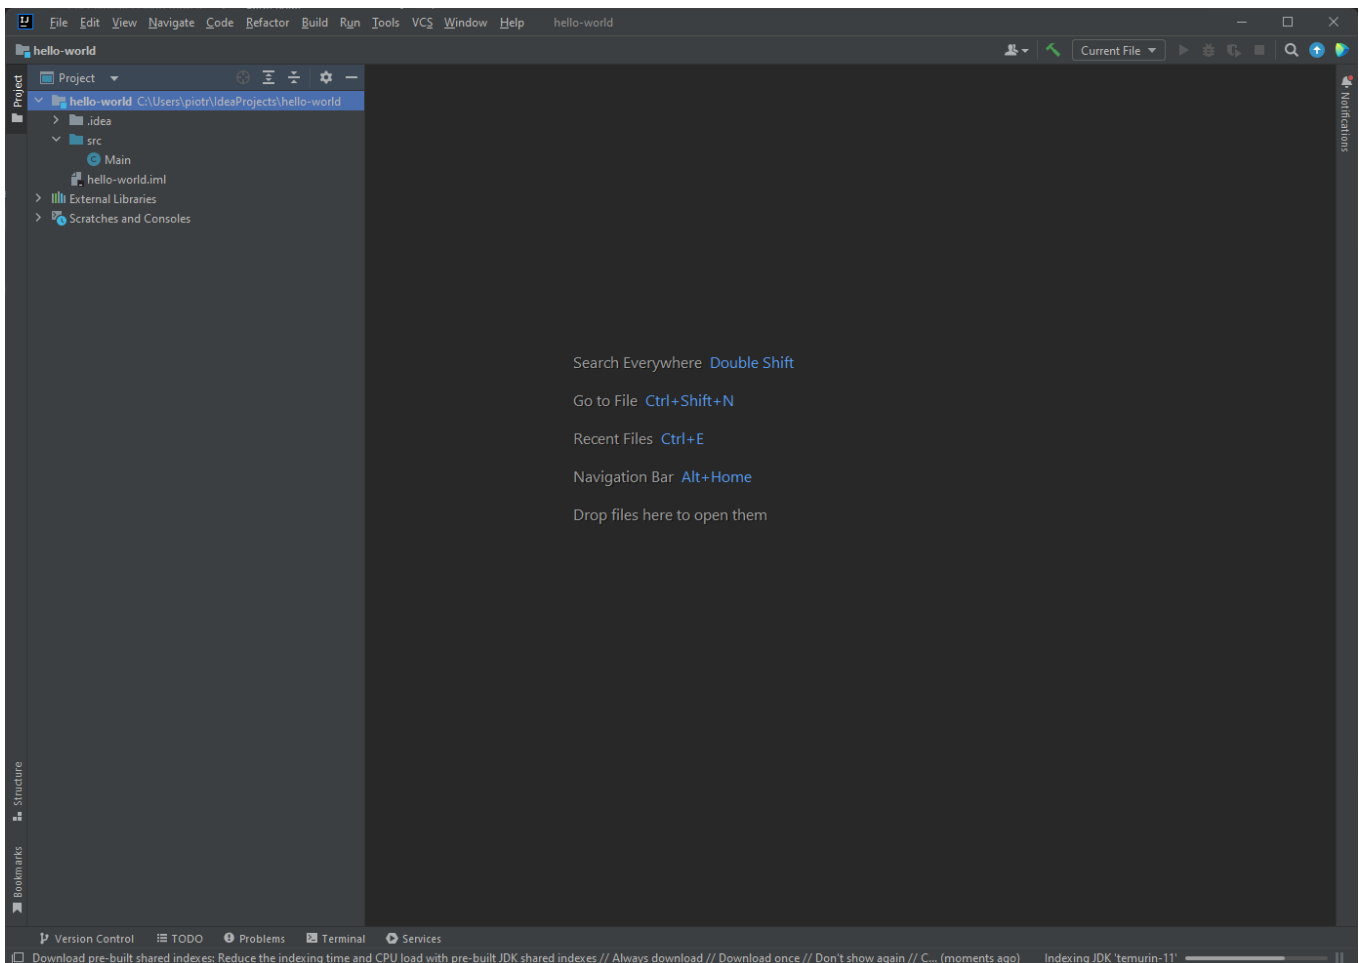 IJ File Edit View Navigate Code Refactor Build Run Tools VCS Window Help hello-world
hello-world
Current File
Project
Project
hello-world C:\Users\piotr\IdeaProjects\hello-world
.idea
src
C Main
hello-world.iml
External Libraries
Scratches and Consoles
Notifications
Search Everywhere Double Shift
Go to File Ctrl+Shift+N
Recent Files Ctrl+E
Navigation Bar Alt+Home
Drop files here to open them
Structure
Bookmarks
Version Control TODO Problems Terminal Services
Download pre-built shared indexes: Reduce the indexing time and CPU load with pre-built JDK shared indexes // Always download // Download once // Don't show again // C... (moments ago) Indexing JDK 'temurin-11'